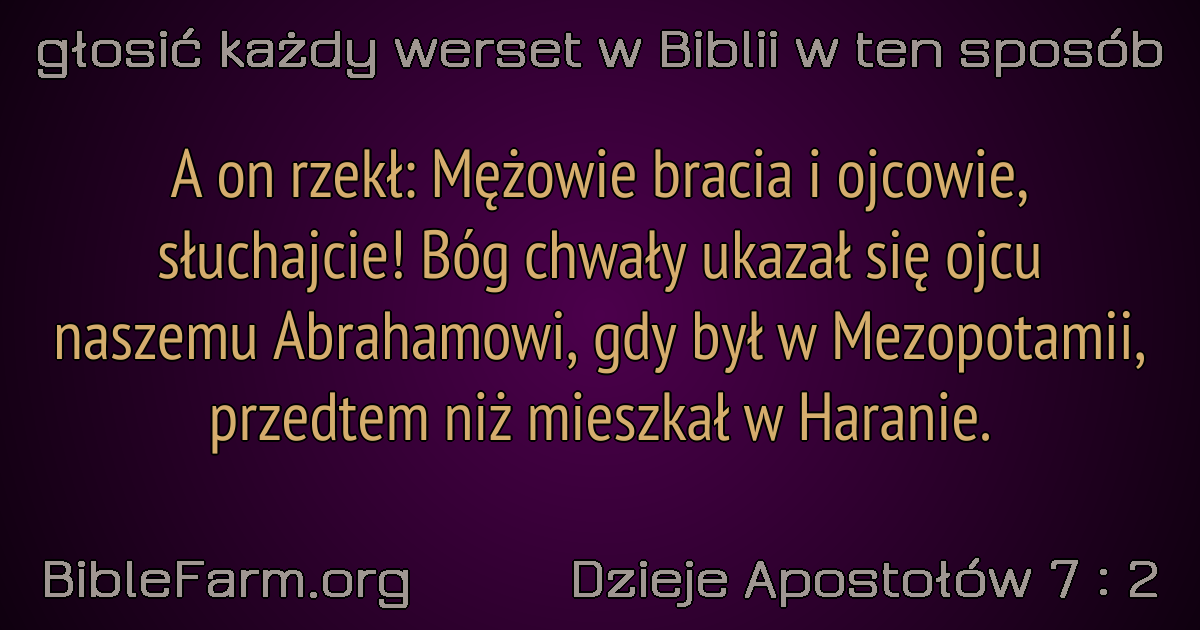 głosić każdy werset w Biblii w ten sposób
A on rzekł: Mężowie bracia i ojcowie,
słuchajcie! Bóg chwały ukazał się ojcu
naszemu Abrahamowi, gdy był w Mezopotamii,
przedtem niż mieszkał w Haranie.
BibleFarm.org
Dzieje Apostołów 7 : 2